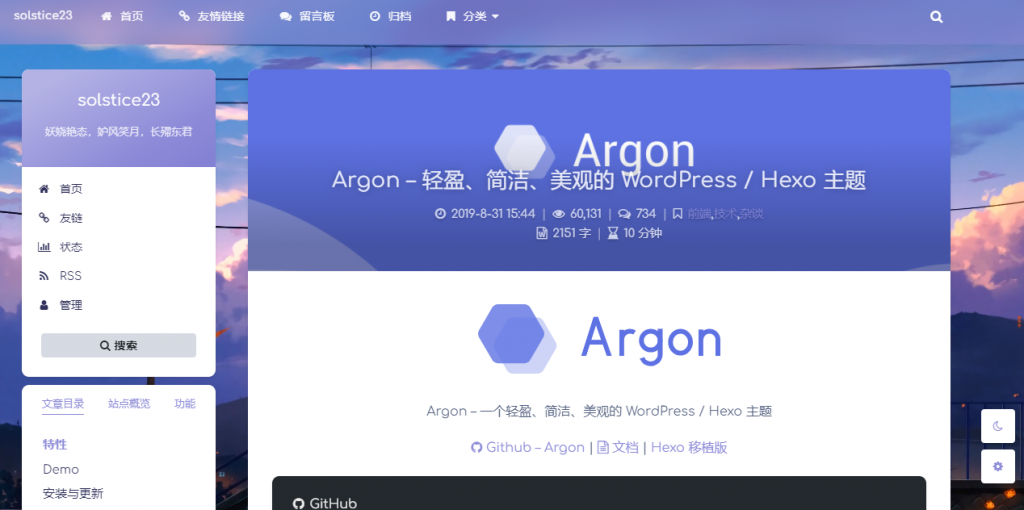 solstice23 首页 友情链接 留言板 归档 分类
solstice23
妖娆艳态，妒风笑月，长殢东君
首页
友链
状态
RSS
管理
搜索
文章目录 站点概览 功能
特性
Demo
安装与更新
Argon
Argon – 轻盈、简洁、美观的 WordPress / Hexo 主题
2019-8-31 15:44 | 60,131 | 734 | 前端,技术,杂谈
2151 字 | 10 分钟
Argon
Argon – 一个轻盈、简洁、美观的 WordPress / Hexo 主题
Github – Argon | 文档 | Hexo 移植版
GitHub